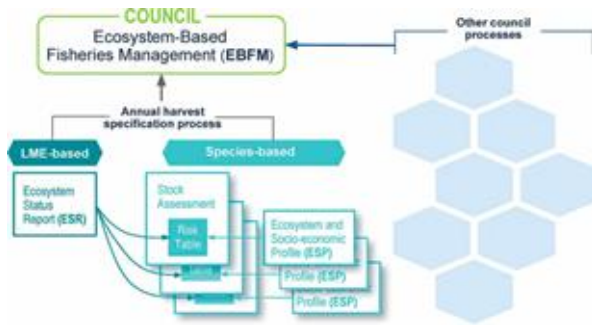 COUNCIL
Ecosystem-Based
Fisheries Management (EBFM)
Other council
processes
Annual harvest
specification process
LME-based
Species-based
Ecosystem
Status
Report (ESR)
Stock
Assessment
Risk
Table
Ecosystem and
Socio-economic
Profile (ESP)
Profile (ESP)
Profile (ESP)